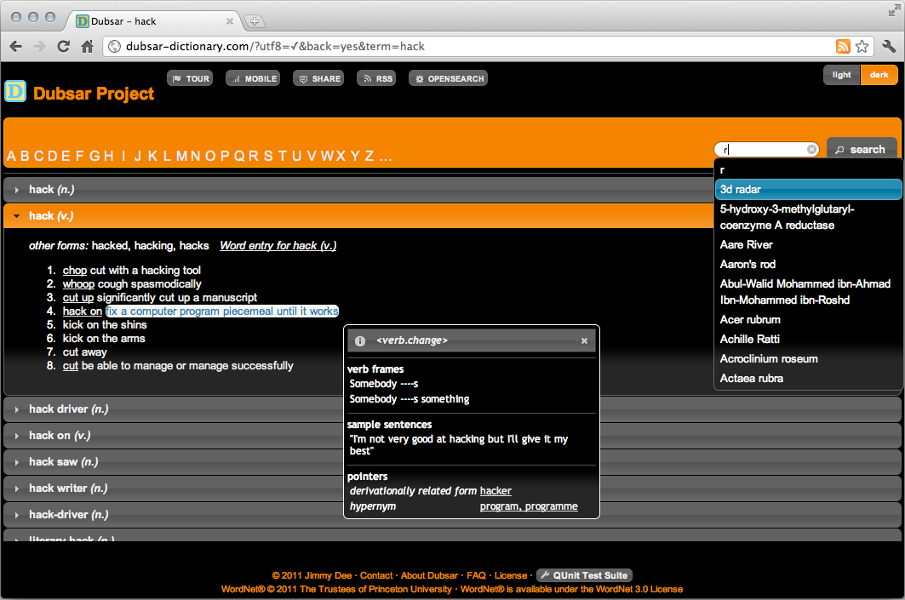 Dubsar - hack
dubsar-dictionary.com/?utf8=✓&back=yes&term=hack
D Dubsar Project
TOUR MOBILE SHARE RSS OPENSEARCH
light dark
A B C D E F G H I J K L M N O P Q R S T U V W X Y Z ...
r search
hack (n.)
hack (v.)
other forms: hacked, hacking, hacks Word entry for hack (v.)
1. chop cut with a hacking tool
2. whoop cough spasmodically
3. cut up significantly cut up a manuscript
4. hack on fix a computer program piecemeal until it works
5. kick on the shins
6. kick on the arms
7. cut away
8. cut be able to manage or manage successfully
r
3d radar
5-hydroxy-3-methylglutaryl-
coenzyme A reductase
Aare River
Aaron's rod
Abul-Walid Mohammed ibn-Ahmad
Ibn-Mohammed ibn-Roshd
Acer rubrum
Achille Ratti
Acroclinium roseum
Actaea rubra
<verb.change>
verb frames
Somebody ----s
Somebody ----s something
sample sentences
"I'm not very good at hacking but I'll give it my
best"
pointers
derivationally related form hacker
hypernym program, programme
hack driver (n.)
hack on (v.)
hack saw (n.)
hack writer (n.)
hack-driver (n.)
literary hack (n.)
© 2011 Jimmy Dee · Contact · About Dubsar · FAQ · License · QUnit Test Suite
WordNet® © 2011 The Trustees of Princeton University · WordNet® is available under the WordNet 3.0 License